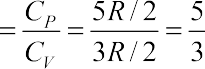 = C_P / C_V = 5R/2 / 3R/2 = 5/3